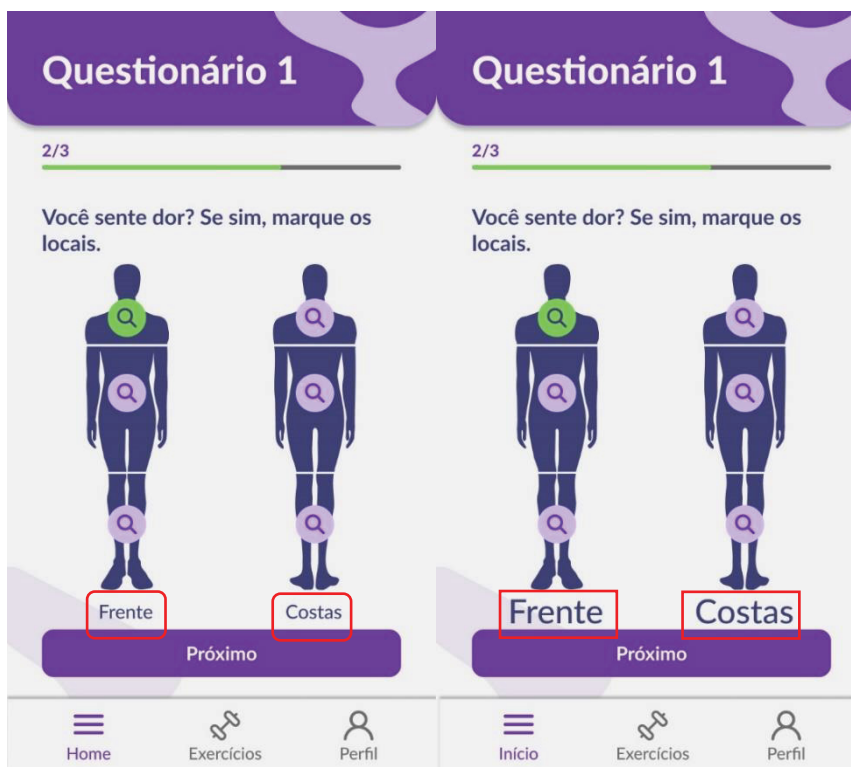 Questionário 1
2/3
Você sente dor? Se sim, marque os
locais.
Frente
Costas
Próximo
Home
Exercícios
Perfil
Questionário 1
2/3
Você sente dor? Se sim, marque os
locais.
Frente
Costas
Próximo
Início
Exercícios
Perfil